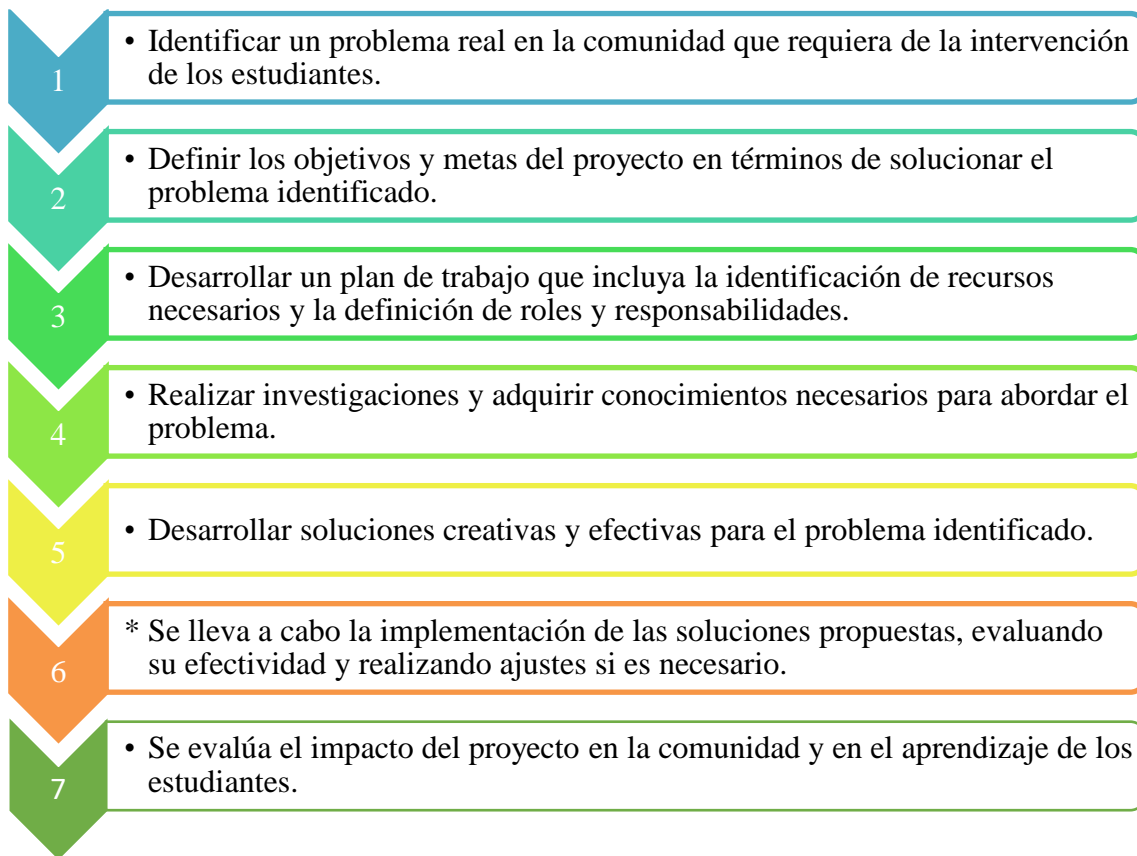 1
• Identificar un problema real en la comunidad que requiera de la intervención
de los estudiantes.
2
• Definir los objetivos y metas del proyecto en términos de solucionar el
problema identificado.
3
• Desarrollar un plan de trabajo que incluya la identificación de recursos
necesarios y la definición de roles y responsabilidades.
4
• Realizar investigaciones y adquirir conocimientos necesarios para abordar el
problema.
5
• Desarrollar soluciones creativas y efectivas para el problema identificado.
6
* Se lleva a cabo la implementación de las soluciones propuestas, evaluando
su efectividad y realizando ajustes si es necesario.
7
• Se evalúa el impacto del proyecto en la comunidad y en el aprendizaje de los
estudiantes.